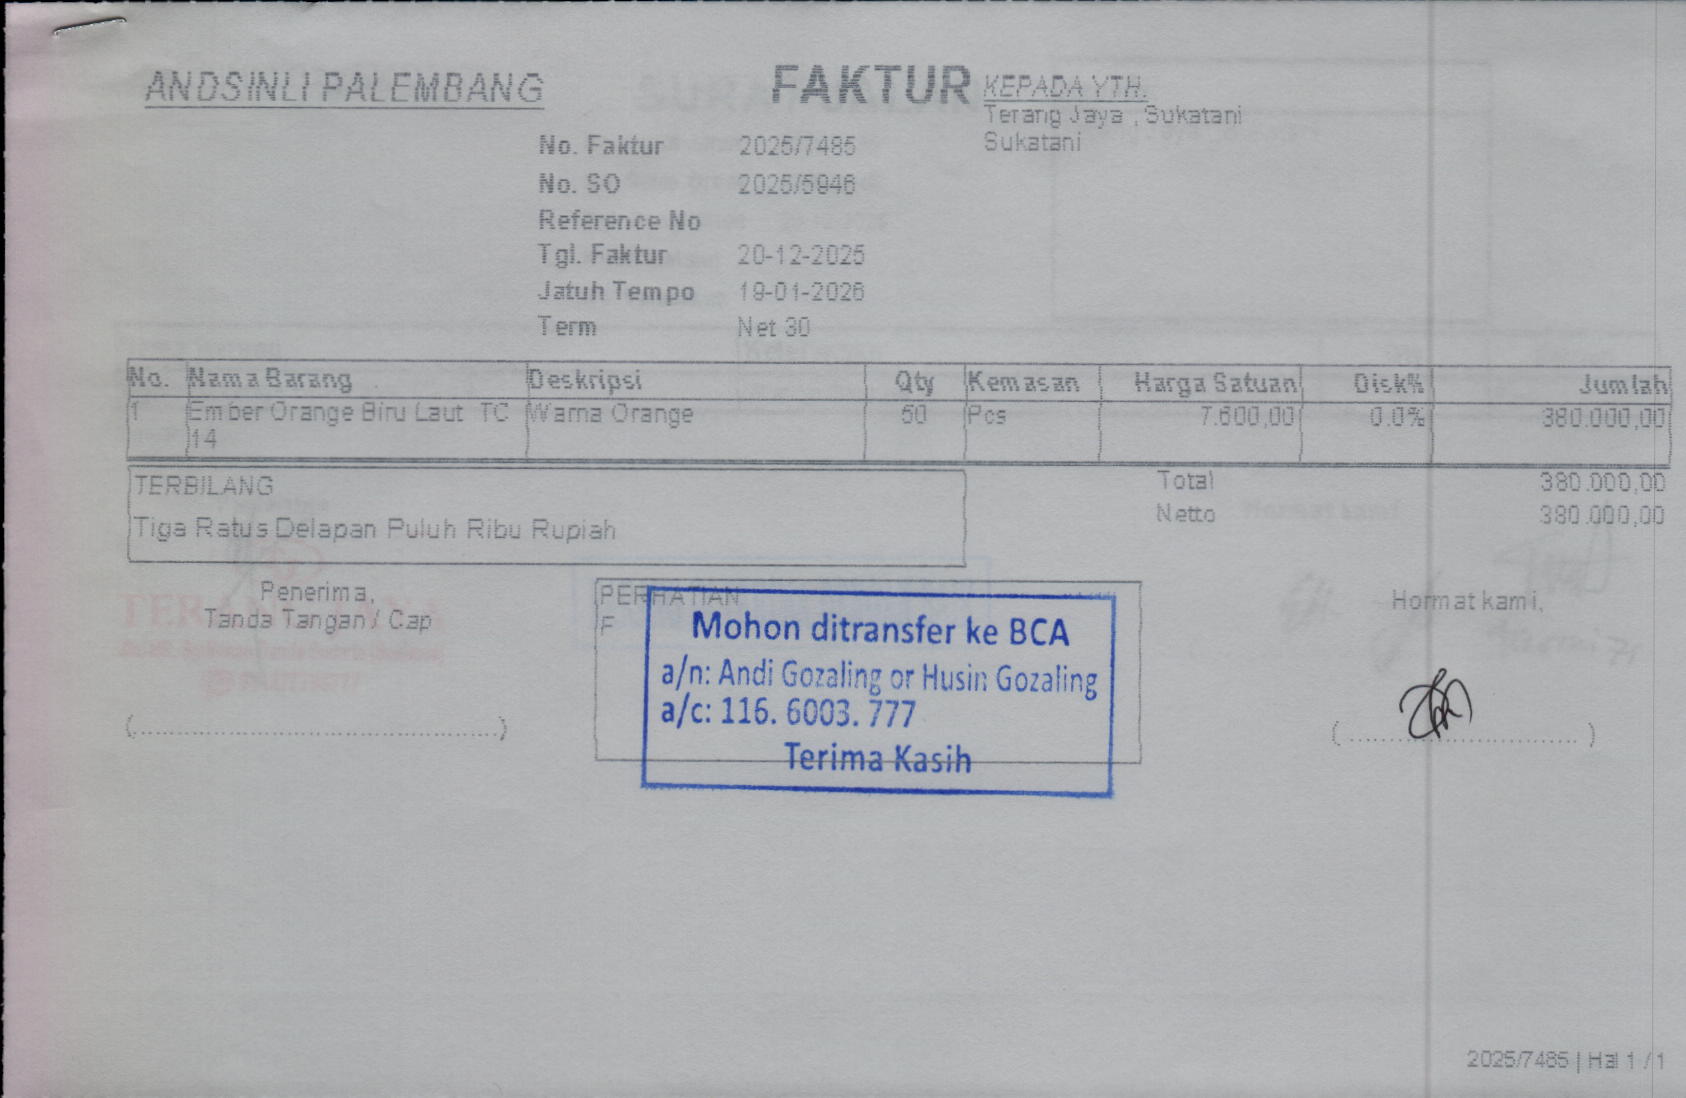 ANDSINLI PALEMBANG
FAKTUR
KEPADA YTH.
Terang Jaya , Sukatani
Sukatani
No. Faktur 2025/7485
No. SO 2025/5946
Reference No
Tgl. Faktur 20-12-2025
Jatuh Tempo 19-01-2026
Term Net 30
No. Nama Barang Deskripsi Qty Kemasan Harga Satuan Disk% Jumlah
1 Ember Orange Biru Laut TC Warna Orange 50 Pcs 7.600,00 0.0% 380.000,00
14
TERBILANG
Tiga Ratus Delapan Puluh Ribu Rupiah
Total 380.000,00
Netto 380.000,00
Penerima,
Tanda Tangan / Cap
(..........................................)
PERHATIAN
F
Mohon ditransfer ke BCA
a/n: Andi Gozaling or Husin Gozaling
a/c: 116. 6003. 777
Terima Kasih
Hormat kami,
(..........................................)
TERANG JAYA
2025/7485 | Hal 1 / 1